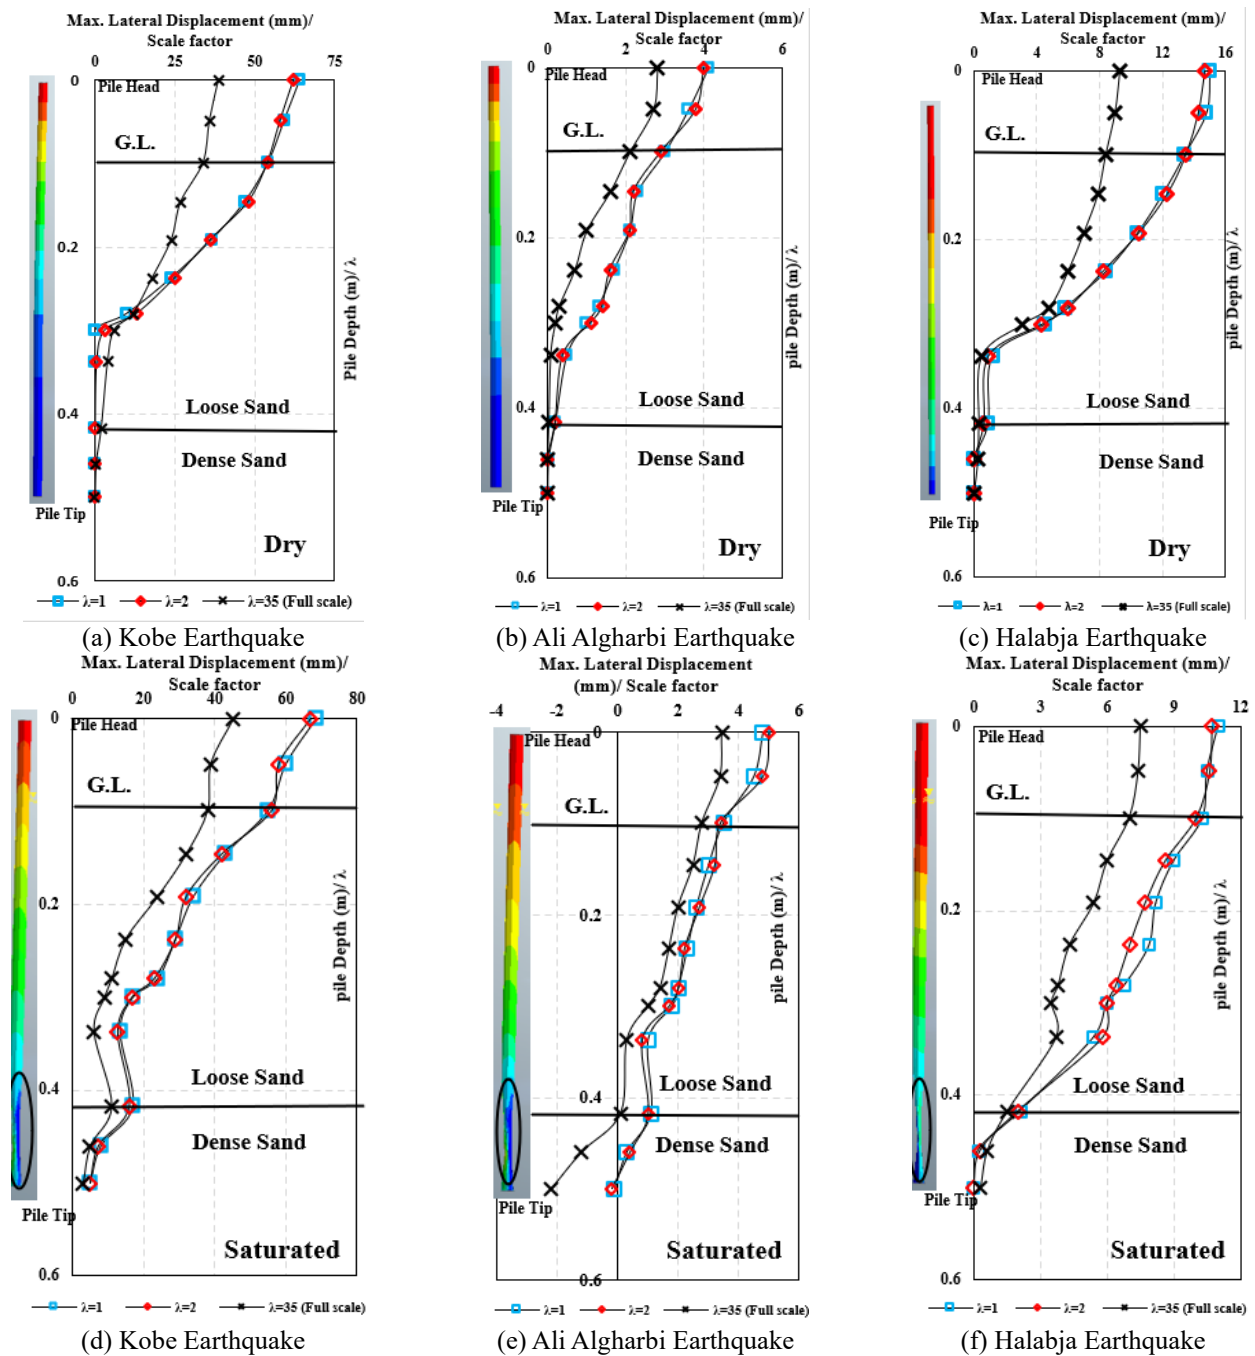 Max. Lateral Displacement (mm)/
Scale factor
0 25 50 75
0
Pile Head
G.L.
0.2
pile Depth (m)/ λ
0.4
Loose Sand
Dense Sand
Pile Tip
Dry
0.6
λ=1 λ=2 λ=35 (Full scale)
(a) Kobe Earthquake
Max. Lateral Displacement (mm)/
Scale factor
0 2 4 6
0
Pile Head
G.L.
0.2
pile Depth (m)/ λ
0.4
Loose Sand
Dense Sand
Pile Tip
Dry
0.6
λ=1 λ=2 λ=35 (Full scale)
(b) Ali Algharbi Earthquake
Max. Lateral Displacement (mm)/
Scale factor
0 4 8 12 16
0
Pile Head
G.L.
0.2
pile Depth (m)/ λ
0.4
Loose Sand
Dense Sand
Pile Tip
Dry
0.6
λ=1 λ=2 λ=35 (Full scale)
(c) Halabja Earthquake
Max. Lateral Displacement (mm)/
Scale factor
0 20 40 60 80
0
Pile Head
G.L.
0.2
pile Depth (m)/ λ
0.4
Loose Sand
Dense Sand
Pile Tip
Saturated
0.6
λ=1 λ=2 λ=35 (Full scale)
(d) Kobe Earthquake
Max. Lateral Displacement
(mm)/ Scale factor
-4 -2 0 2 4 6
0
Pile Head
G.L.
0.2
pile Depth (m)/ λ
0.4
Loose Sand
Dense Sand
Pile Tip
Saturated
0.6
λ=1 λ=2 λ=35 (Full scale)
(e) Ali Algharbi Earthquake
Max. Lateral Displacement (mm)/
Scale factor
0 3 6 9 12
0
Pile Head
G.L.
0.2
pile Depth (m)/ λ
0.4
Loose Sand
Dense Sand
Pile Tip
Saturated
0.6
λ=1 λ=2 λ=35 (Full scale)
(f) Halabja Earthquake